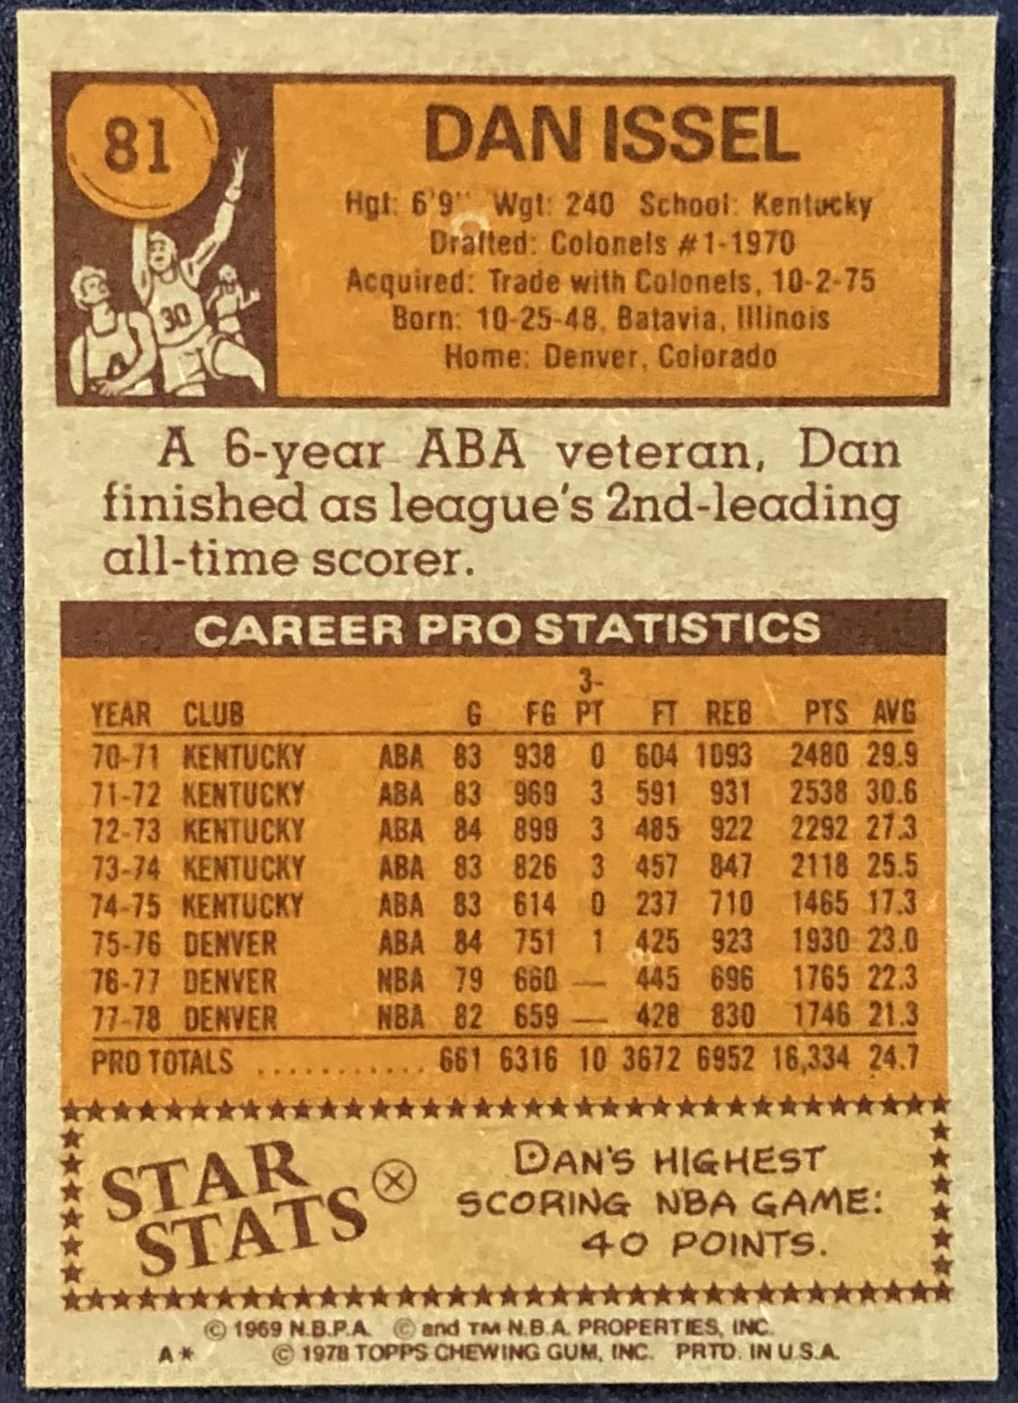 81
DAN ISSEL
Hgt: 6'9" Wgt: 240 School: Kentucky
Drafted: Colonels #1-1970
Acquired: Trade with Colonels, 10-2-75
Born: 10-25-48, Batavia, Illinois
Home: Denver, Colorado
30
A 6-year ABA veteran, Dan
finished as league's 2nd-leading
all-time scorer.
CAREER PRO STATISTICS
YEAR CLUB G FG 3-PT FT REB PTS AVG
70-71 KENTUCKY ABA 83 938 0 604 1093 2480 29.9
71-72 KENTUCKY ABA 83 969 3 591 931 2538 30.6
72-73 KENTUCKY ABA 84 899 3 485 922 2292 27.3
73-74 KENTUCKY ABA 83 826 3 457 847 2118 25.5
74-75 KENTUCKY ABA 83 614 0 237 710 1465 17.3
75-76 DENVER ABA 84 751 1 425 923 1930 23.0
76-77 DENVER NBA 79 660 — 445 696 1765 22.3
77-78 DENVER NBA 82 659 — 428 830 1746 21.3
PRO TOTALS ........... 661 6316 10 3672 6952 16,334 24.7
STAR
STATS
DAN'S HIGHEST
SCORING NBA GAME:
40 POINTS.
© 1969 N.B.P.A. © and TM N.B.A. PROPERTIES, INC.
A* © 1978 TOPPS CHEWING GUM, INC. PRTD. IN U.S.A.